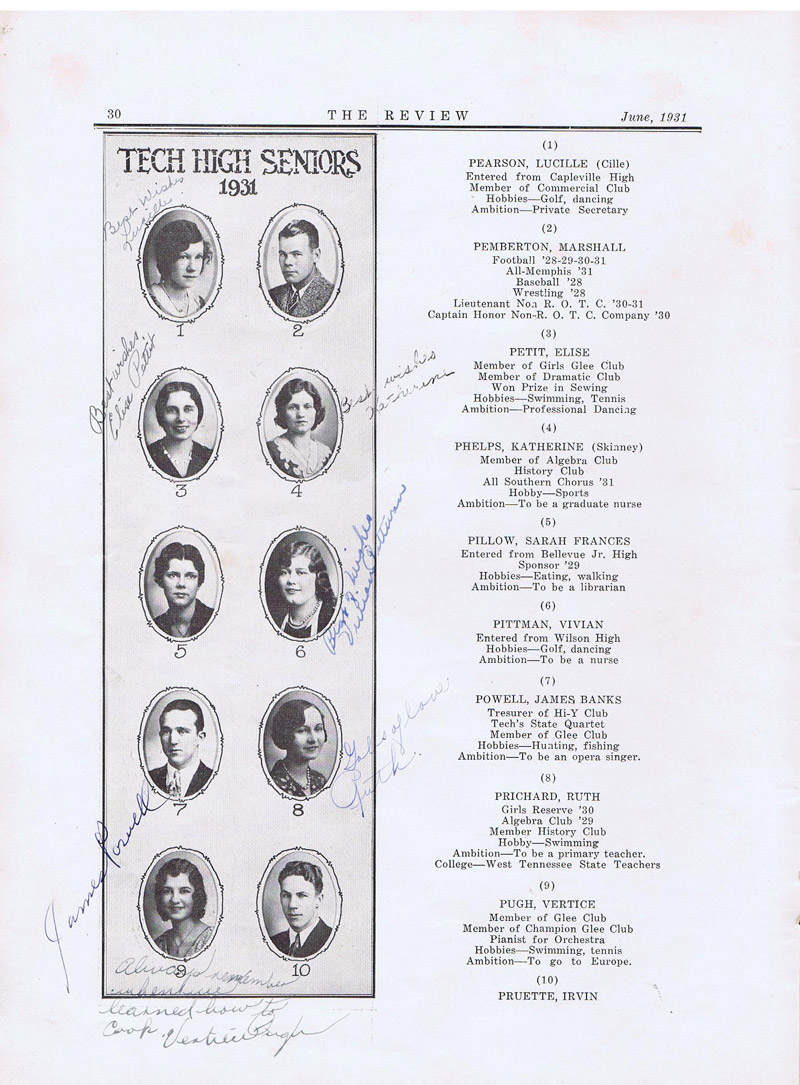 30 THE REVIEW June, 1931
TECH HIGH SENIORS
1931
Best Wishes
Lucille
1
2
Best wishes
Elise Petit
Best wishes
Katherine
3
4
5
6
Best wishes
Vivian Pittman
7
8
James Powell
Gobs of love
Ruth
9
10
Always remember
when we
learned how to
cook. Vertice Pugh
(1)
PEARSON, LUCILLE (Cille)
Entered from Capleville High
Member of Commercial Club
Hobbies—Golf, dancing
Ambition—Private Secretary
(2)
PEMBERTON, MARSHALL
Football '28-29-30-31
All-Memphis '31
Baseball '28
Wrestling '28
Lieutenant Non R. O. T. C. '30-31
Captain Honor Non-R. O. T. C. Company '30
(3)
PETIT, ELISE
Member of Girls Glee Club
Member of Dramatic Club
Won Prize in Sewing
Hobbies—Swimming, Tennis
Ambition—Professional Dancing
(4)
PHELPS, KATHERINE (Skinney)
Member of Algebra Club
History Club
All Southern Chorus '31
Hobby—Sports
Ambition—To be a graduate nurse
(5)
PILLOW, SARAH FRANCES
Entered from Bellevue Jr. High
Sponsor '29
Hobbies—Eating, walking
Ambition—To be a librarian
(6)
PITTMAN, VIVIAN
Entered from Wilson High
Hobbies—Golf, dancing
Ambition—To be a nurse
(7)
POWELL, JAMES BANKS
Tresurer of Hi-Y Club
Tech's State Quartet
Member of Glee Club
Hobbies—Hunting, fishing
Ambition—To be an opera singer.
(8)
PRICHARD, RUTH
Girls Reserve '30
Algebra Club '29
Member History Club
Hobby—Swimming
Ambition—To be a primary teacher.
College—West Tennessee State Teachers
(9)
PUGH, VERTICE
Member of Glee Club
Member of Champion Glee Club
Pianist for Orchestra
Hobbies—Swimming, tennis
Ambition—To go to Europe.
(10)
PRUETTE, IRVIN